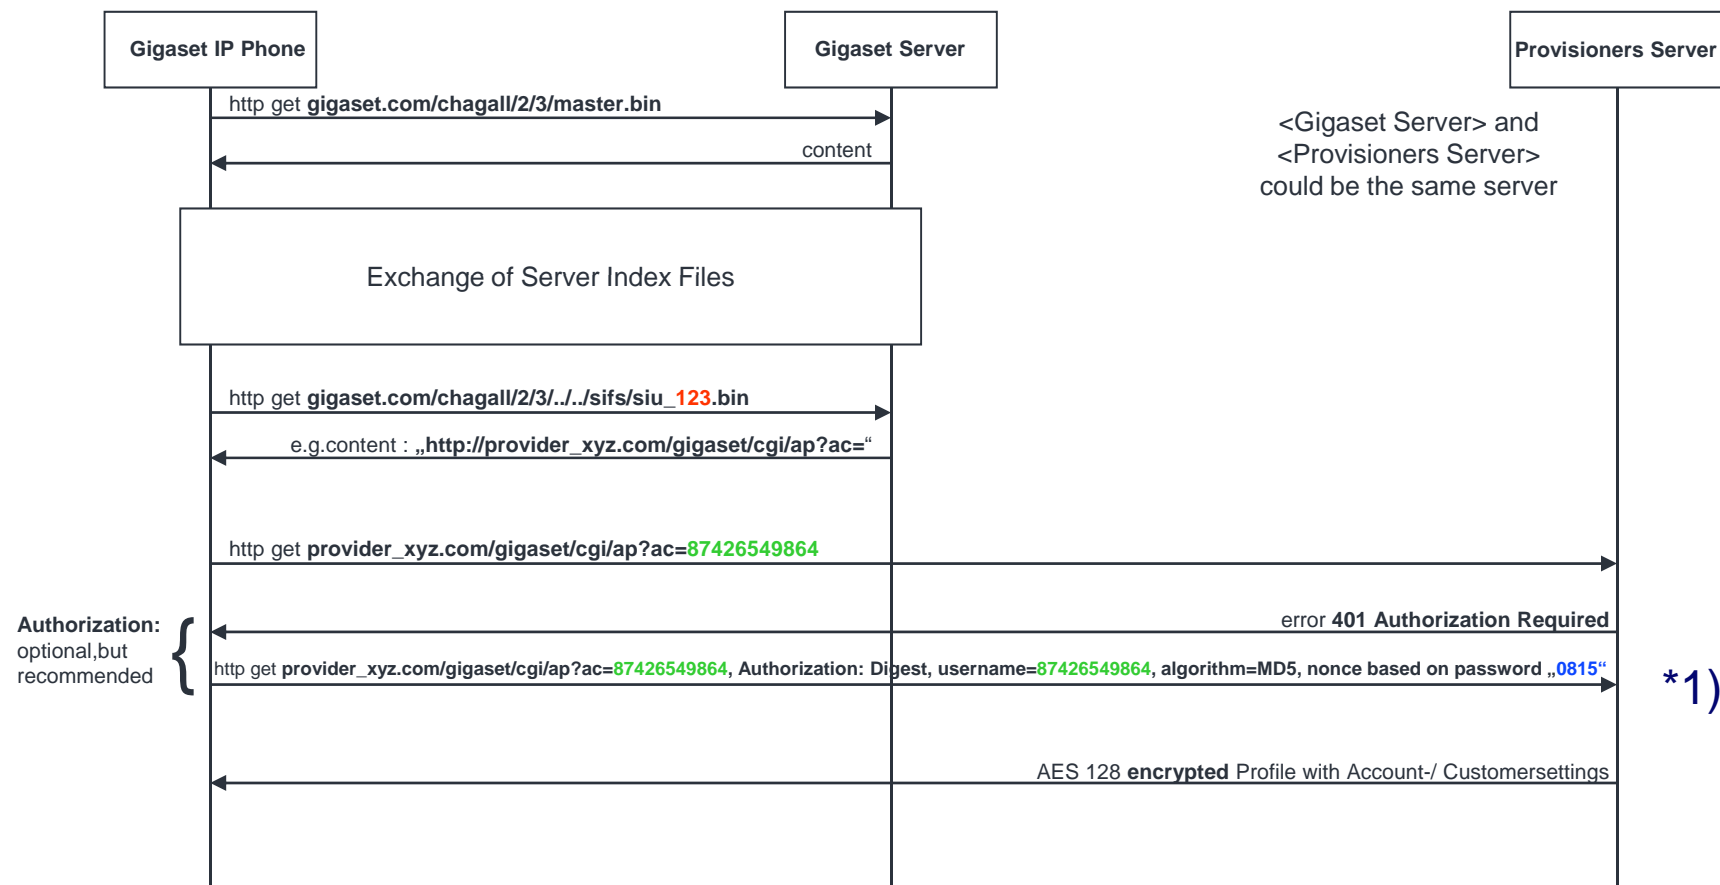 Gigaset IP Phone
Gigaset Server
Provisioners Server
http get gigaset.com/chagall/2/3/master.bin
content
<Gigaset Server> and
<Provisioners Server>
could be the same server
Exchange of Server Index Files
http get gigaset.com/chagall/2/3/../../sifs/siu_123.bin
e.g.content : „http://provider_xyz.com/gigaset/cgi/ap?ac=“
http get provider_xyz.com/gigaset/cgi/ap?ac=87426549864
error 401 Authorization Required
Authorization:
optional,but
recommended
http get provider_xyz.com/gigaset/cgi/ap?ac=87426549864, Authorization: Digest, username=87426549864, algorithm=MD5, nonce based on password „0815“
*1)
AES 128 encrypted Profile with Account-/ Customersettings